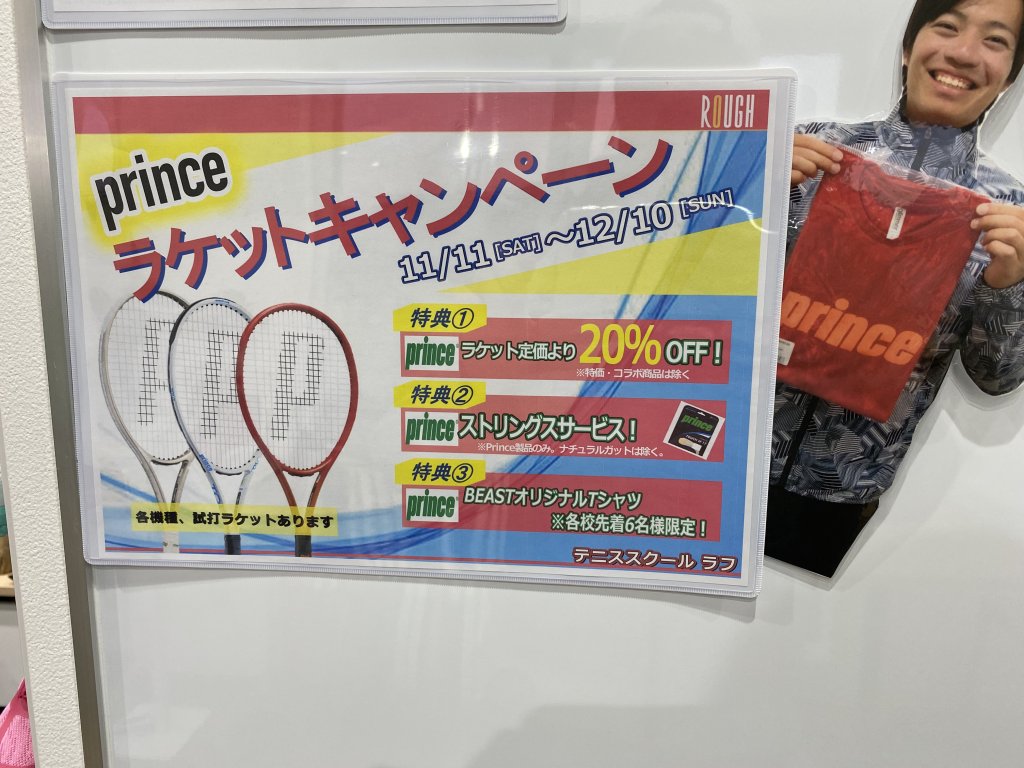 ROUGH
prince
ラケットキャンペーン
11/11 [SAT] ～12/10 [SUN]
特典①
prince ラケット定価より 20% OFF！
※特価・コラボ商品は除く
特典②
prince ストリングスサービス！
※Prince製品のみ。ナチュラルガットは除く。
prince
特典③
prince BEASTオリジナルTシャツ
※各校先着6名様限定！
各機種、試打ラケットあります
テニススクール ラフ
prince